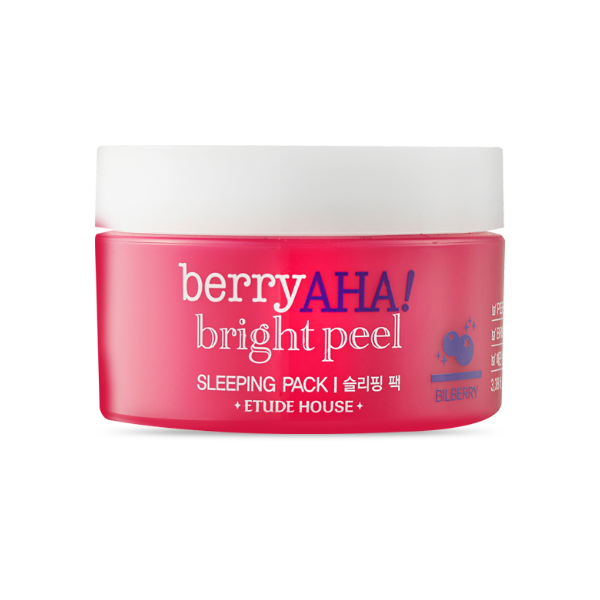 berryAHA!
bright peel
SLEEPING PACK | 슬리핑 팩
ETUDE HOUSE
BILBERRY